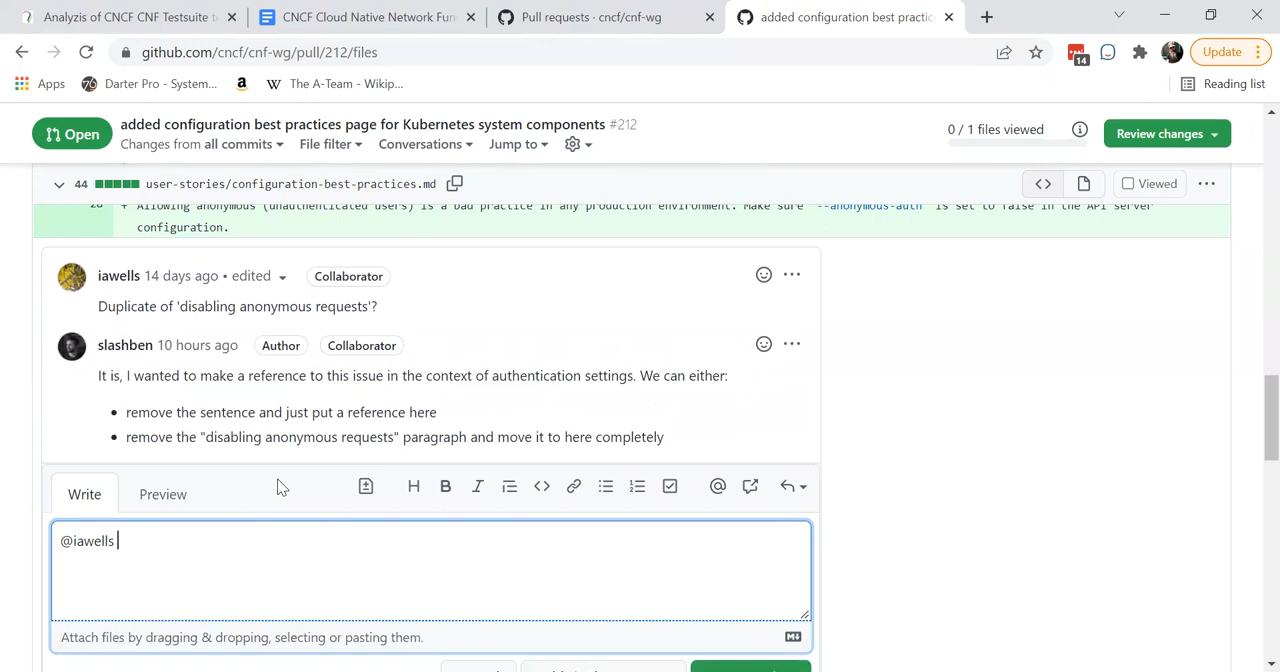 Analyzis of CNCF CNF Testsuite t
CNCF Cloud Native Network Fun
Pull requests · cncf/cnf-wg
added configuration best practic
github.com/cncf/cnf-wg/pull/212/files
14
Update
Apps
Darter Pro - System...
The A-Team - Wikip...
Reading list
Open
added configuration best practices page for Kubernetes system components #212
Changes from all commits
File filter
Conversations
Jump to
0 / 1 files viewed
Review changes
44
user-stories/configuration-best-practices.md
Viewed
28 + Allowing anonymous (unauthenticated users) is a bad practice in any production environment. Make sure `--anonymous-auth` is set to false in the API server
configuration.
iawells 14 days ago • edited
Collaborator
Duplicate of 'disabling anonymous requests'?
slashben 10 hours ago
Author
Collaborator
It is, I wanted to make a reference to this issue in the context of authentication settings. We can either:
• remove the sentence and just put a reference here
• remove the "disabling anonymous requests" paragraph and move it to here completely
Write
Preview
@iawells
Attach files by dragging & dropping, selecting or pasting them.